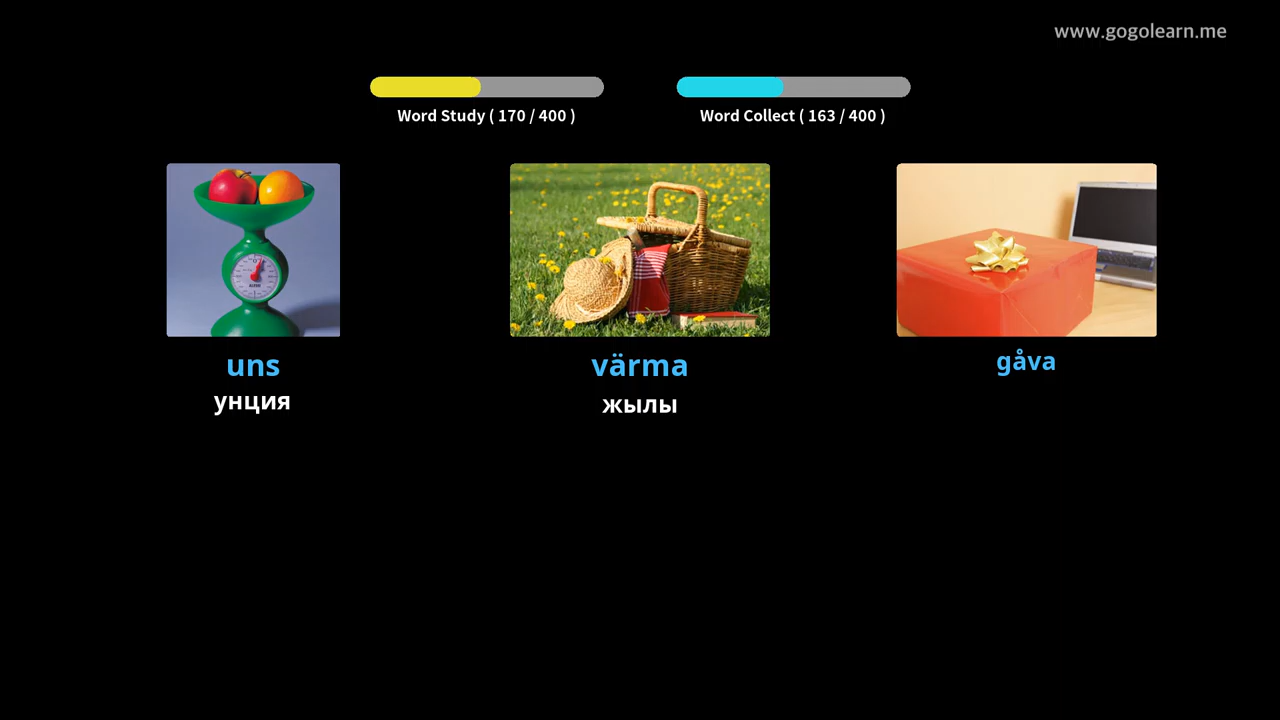 www.gogolearn.me
Word Study ( 170 / 400 )
Word Collect ( 163 / 400 )
uns
унция
värma
жылы
gåva